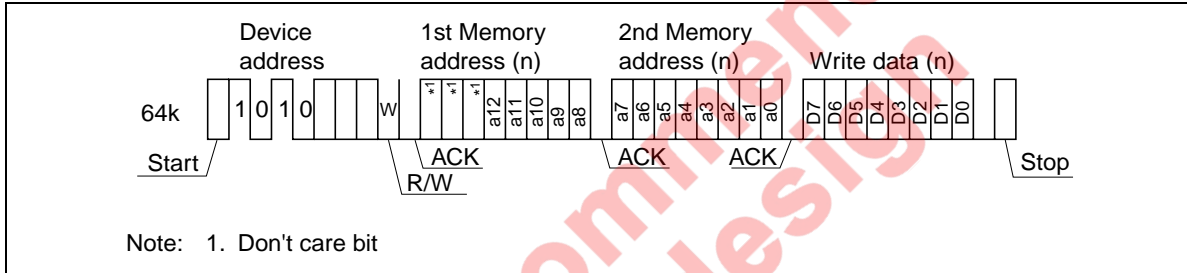 Device 1st Memory 2nd Memory
address address (n) address (n) Write data (n)
64k 1 0 1 0 W *1 *1 *1 a12 a11 a10 a9 a8 a7 a6 a5 a4 a3 a2 a1 a0 D7 D6 D5 D4 D3 D2 D1 D0
Start ACK ACK ACK Stop
R/W
Note: 1. Don't care bit
design